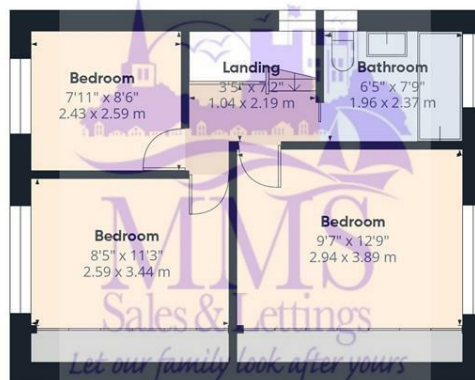 Bedroom
7'11" x 8'6"
2.43 x 2.59 m
Landing
3'5" x 7'2"
1.04 x 2.19 m
Bathroom
6'5" x 7'9"
1.96 x 2.37 m
Bedroom
8'5" x 11'3"
2.59 x 3.44 m
Bedroom
9'7" x 12'9"
2.94 x 3.89 m
MMS
Sales & Lettings
Let our family look after yours